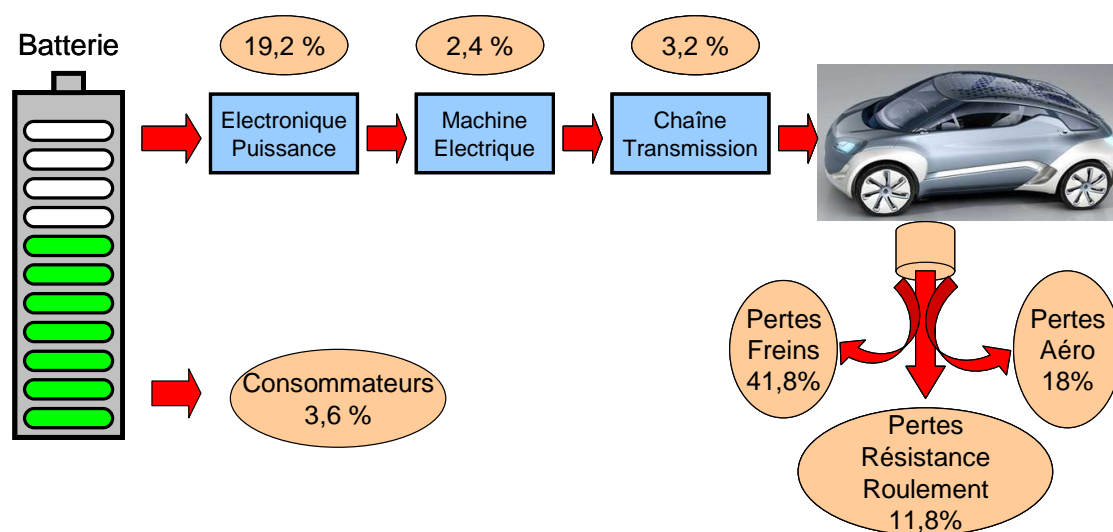 Batterie
19,2 %
2,4 %
3,2 %
Electronique
Puissance
Machine
Electrique
Chaîne
Transmission
Consommateurs
3,6 %
Pertes
Freins
41,8%
Pertes
Aéro
18%
Pertes
Résistance
Roulement
11,8%